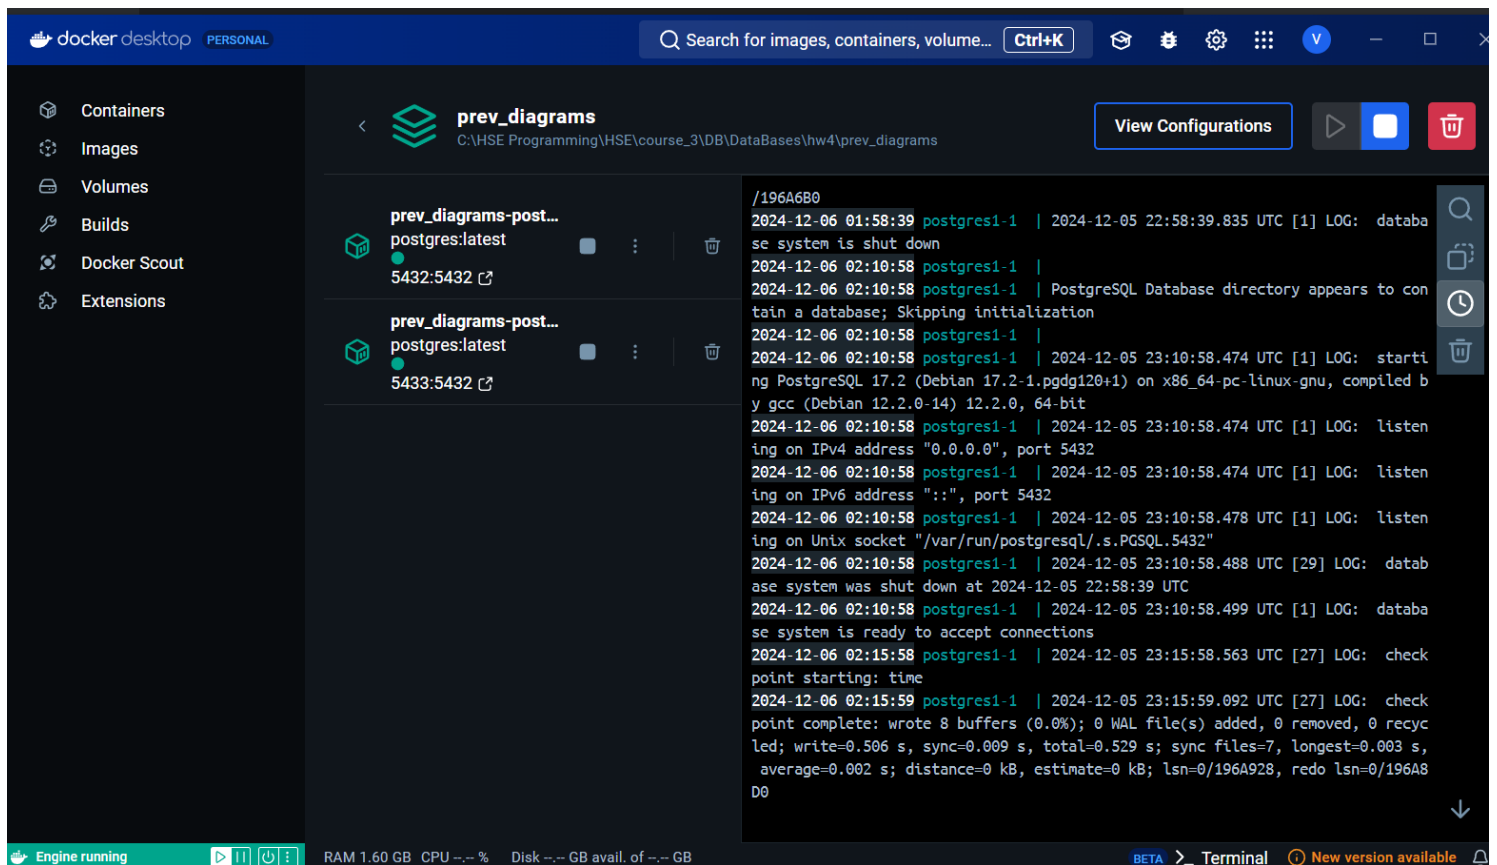 docker desktop PERSONAL
Search for images, containers, volume... Ctrl+K
V
Containers
Images
Volumes
Builds
Docker Scout
Extensions
prev_diagrams
C:\HSE Programming\HSE\course_3\DB\DataBases\hw4\prev_diagrams
View Configurations
prev_diagrams-post...
postgres:latest
5432:5432
prev_diagrams-post...
postgres:latest
5433:5432
/196A6B0
2024-12-06 01:58:39 postgres1-1 | 2024-12-05 22:58:39.835 UTC [1] LOG: databa
se system is shut down
2024-12-06 02:10:58 postgres1-1 |
2024-12-06 02:10:58 postgres1-1 | PostgreSQL Database directory appears to con
tain a database; Skipping initialization
2024-12-06 02:10:58 postgres1-1 |
2024-12-06 02:10:58 postgres1-1 | 2024-12-05 23:10:58.474 UTC [1] LOG: starti
ng PostgreSQL 17.2 (Debian 17.2-1.pgdg120+1) on x86_64-pc-linux-gnu, compiled b
y gcc (Debian 12.2.0-14) 12.2.0, 64-bit
2024-12-06 02:10:58 postgres1-1 | 2024-12-05 23:10:58.474 UTC [1] LOG: listen
ing on IPv4 address "0.0.0.0", port 5432
2024-12-06 02:10:58 postgres1-1 | 2024-12-05 23:10:58.474 UTC [1] LOG: listen
ing on IPv6 address "::", port 5432
2024-12-06 02:10:58 postgres1-1 | 2024-12-05 23:10:58.478 UTC [1] LOG: listen
ing on Unix socket "/var/run/postgresql/.s.PGSQL.5432"
2024-12-06 02:10:58 postgres1-1 | 2024-12-05 23:10:58.488 UTC [29] LOG: datab
ase system was shut down at 2024-12-05 22:58:39 UTC
2024-12-06 02:10:58 postgres1-1 | 2024-12-05 23:10:58.499 UTC [1] LOG: databa
se system is ready to accept connections
2024-12-06 02:15:58 postgres1-1 | 2024-12-05 23:15:58.563 UTC [27] LOG: check
point starting: time
2024-12-06 02:15:59 postgres1-1 | 2024-12-05 23:15:59.092 UTC [27] LOG: check
point complete: wrote 8 buffers (0.0%); 0 WAL file(s) added, 0 removed, 0 recyc
led; write=0.506 s, sync=0.009 s, total=0.529 s; sync files=7, longest=0.003 s,
average=0.002 s; distance=0 kB, estimate=0 kB; lsn=0/196A928, redo lsn=0/196A8
D0
Engine running
RAM 1.60 GB CPU --.-- % Disk --.-- GB avail. of --.-- GB
BETA >_ Terminal
New version available